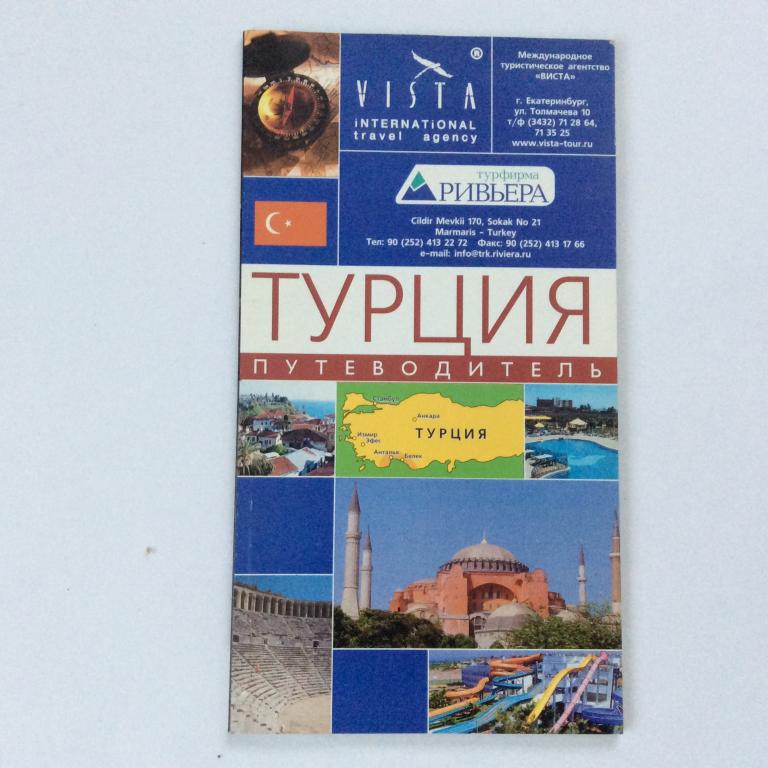 VISTA®
iNTERNATiONAL
travel agency
Международное
туристическое агентство
«ВИСТА»
г. Екатеринбург,
ул. Толмачева 10
т/ф (3432) 71 28 64,
71 35 25
www.vista-tour.ru
турфирма
РИВЬЕРА
Cildir Mevkii 170, Sokak No 21
Marmaris - Turkey
Тел: 90 (252) 413 22 72 Факс: 90 (252) 413 17 66
e-mail: info@trk.riviera.ru
ТУРЦИЯ
ПУТЕВОДИТЕЛЬ
Стамбул
Анкара
ТУРЦИЯ
Измир
Эфес
Анталья
Белек